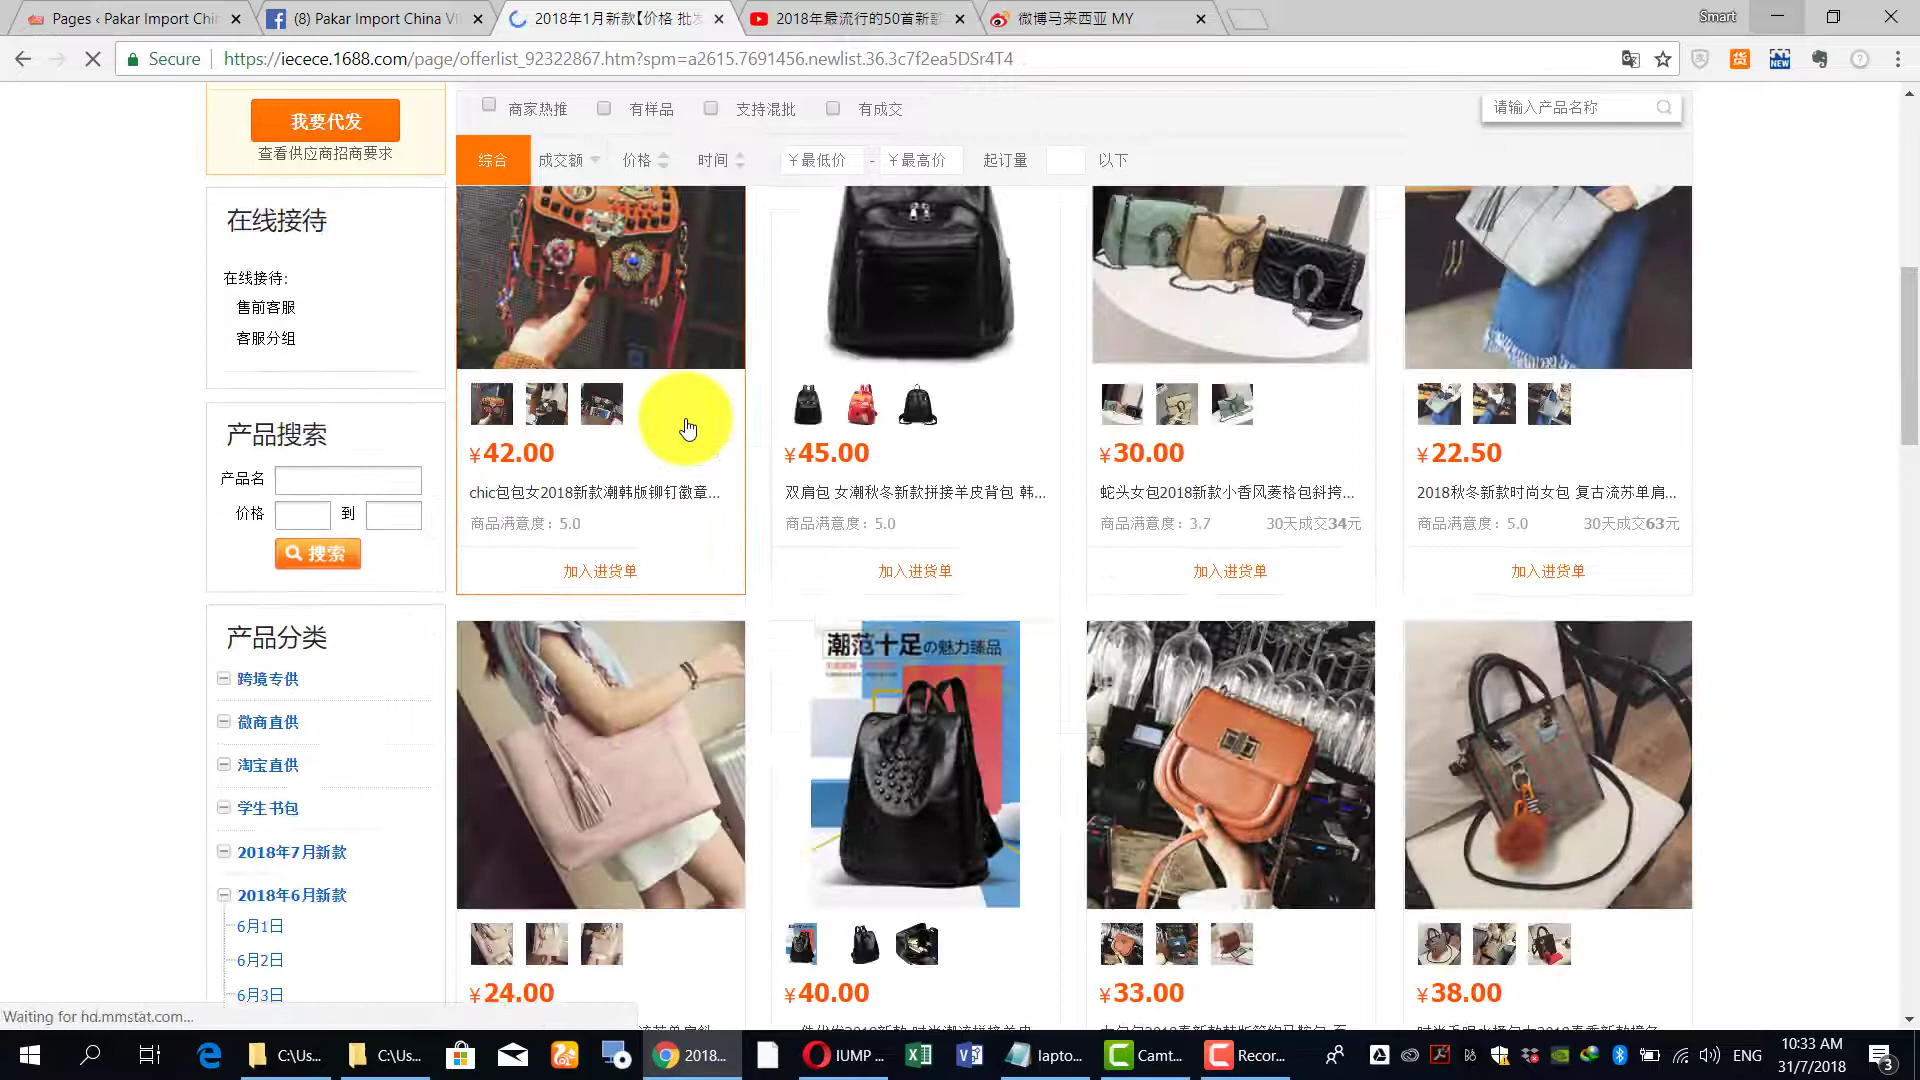 Pages ‹ Pakar Import Chin
(8) Pakar Import China VI
2018年1月新款【价格 批发
2018年最流行的50首新歌
微博马来西亚 MY
Smart
Secure
https://iecece.1688.com/page/offerlist_92322867.htm?spm=a2615.7691456.newlist.36.3c7f2ea5DSr4T4
货
NEW
我要代发
查看供应商招商要求
商家热推
有样品
支持混批
有成交
请输入产品名称
综合
成交额
价格
时间
¥最低价
-
¥最高价
起订量
以下
在线接待
在线接待:
售前客服
客服分组
产品搜索
产品名
价格
到
搜索
产品分类
跨境专供
微商直供
淘宝直供
学生书包
2018年7月新款
2018年6月新款
6月1日
6月2日
6月3日
¥42.00
¥45.00
¥30.00
¥22.50
chic包包女2018新款潮韩版铆钉徽章...
双肩包 女潮秋冬新款拼接羊皮背包 韩...
蛇头女包2018新款小香风菱格包斜挎...
2018秋冬新款时尚女包 复古流苏单肩...
商品满意度：5.0
商品满意度：5.0
商品满意度：3.7
30天成交34元
商品满意度：5.0
30天成交63元
加入进货单
加入进货单
加入进货单
加入进货单
潮范十足の魅力臻品
¥24.00
¥40.00
¥33.00
¥38.00
Waiting for hd.mmstat.com...
C:\Us...
C:\Us...
2018...
IUMP ...
lapto...
Camt...
Recor...
ENG
10:33 AM
31/7/2018
3